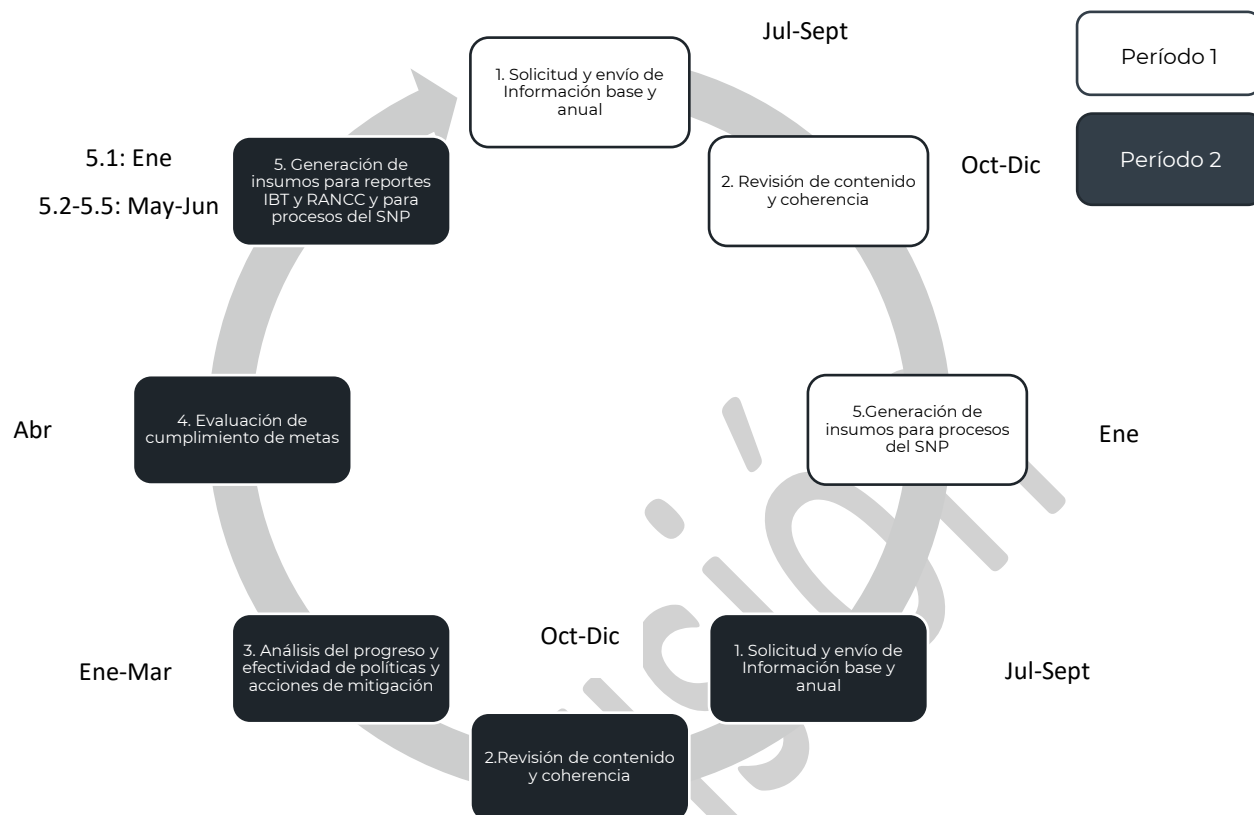 Jul-Sept
1. Solicitud y envío de
Información base y
anual
Período 1
Período 2
2. Revisión de contenido
y coherencia
Oct-Dic
5.Generación de
insumos para procesos
del SNP
Ene
1. Solicitud y envío de
Información base y
anual
Jul-Sept
2.Revisión de contenido
y coherencia
Oct-Dic
3. Análisis del progreso y
efectividad de políticas y
acciones de mitigación
Ene-Mar
4. Evaluación de
cumplimiento de metas
Abr
5. Generación de
insumos para reportes
IBT y RANCC y para
procesos del SNP
5.1: Ene
5.2-5.5: May-Jun